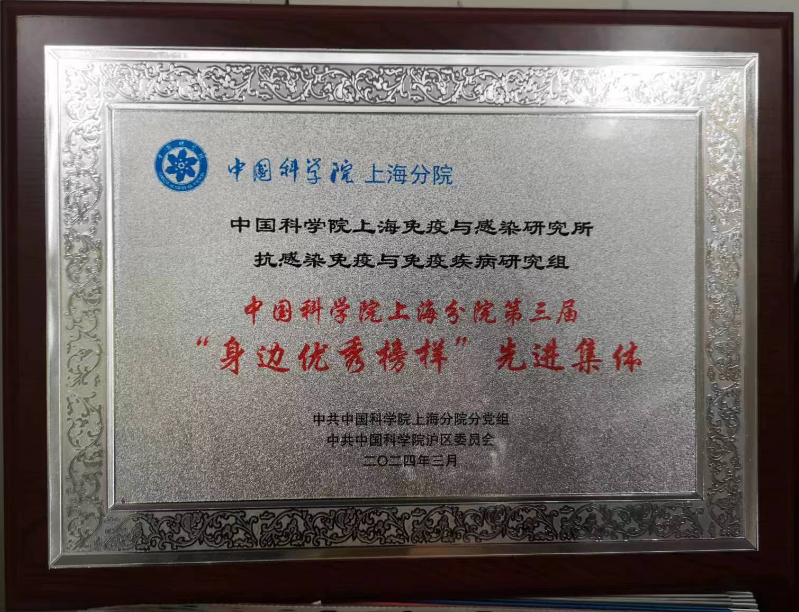 中国科学院 上海分院
中国科学院上海免疫与感染研究所
抗感染免疫与免疫疾病研究组
中国科学院上海分院第三届
“身边优秀榜样”先进集体
中共中国科学院上海分院分党组
中共中国科学院沪区委员会
二〇二四年三月